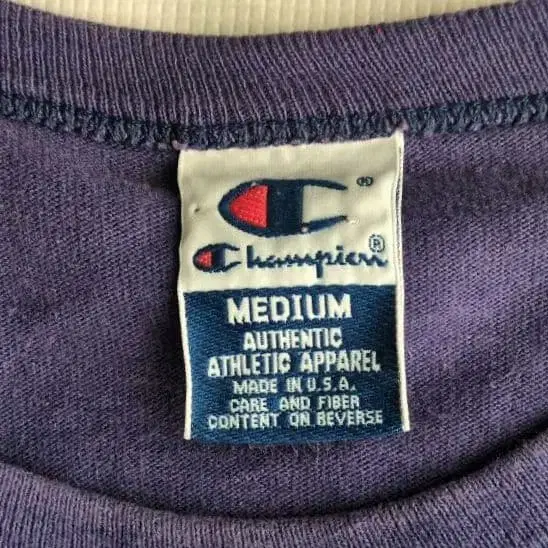 Champion®
MEDIUM
AUTHENTIC
ATHLETIC APPAREL
MADE IN U.S.A.
CARE AND FIBER
CONTENT ON REVERSE